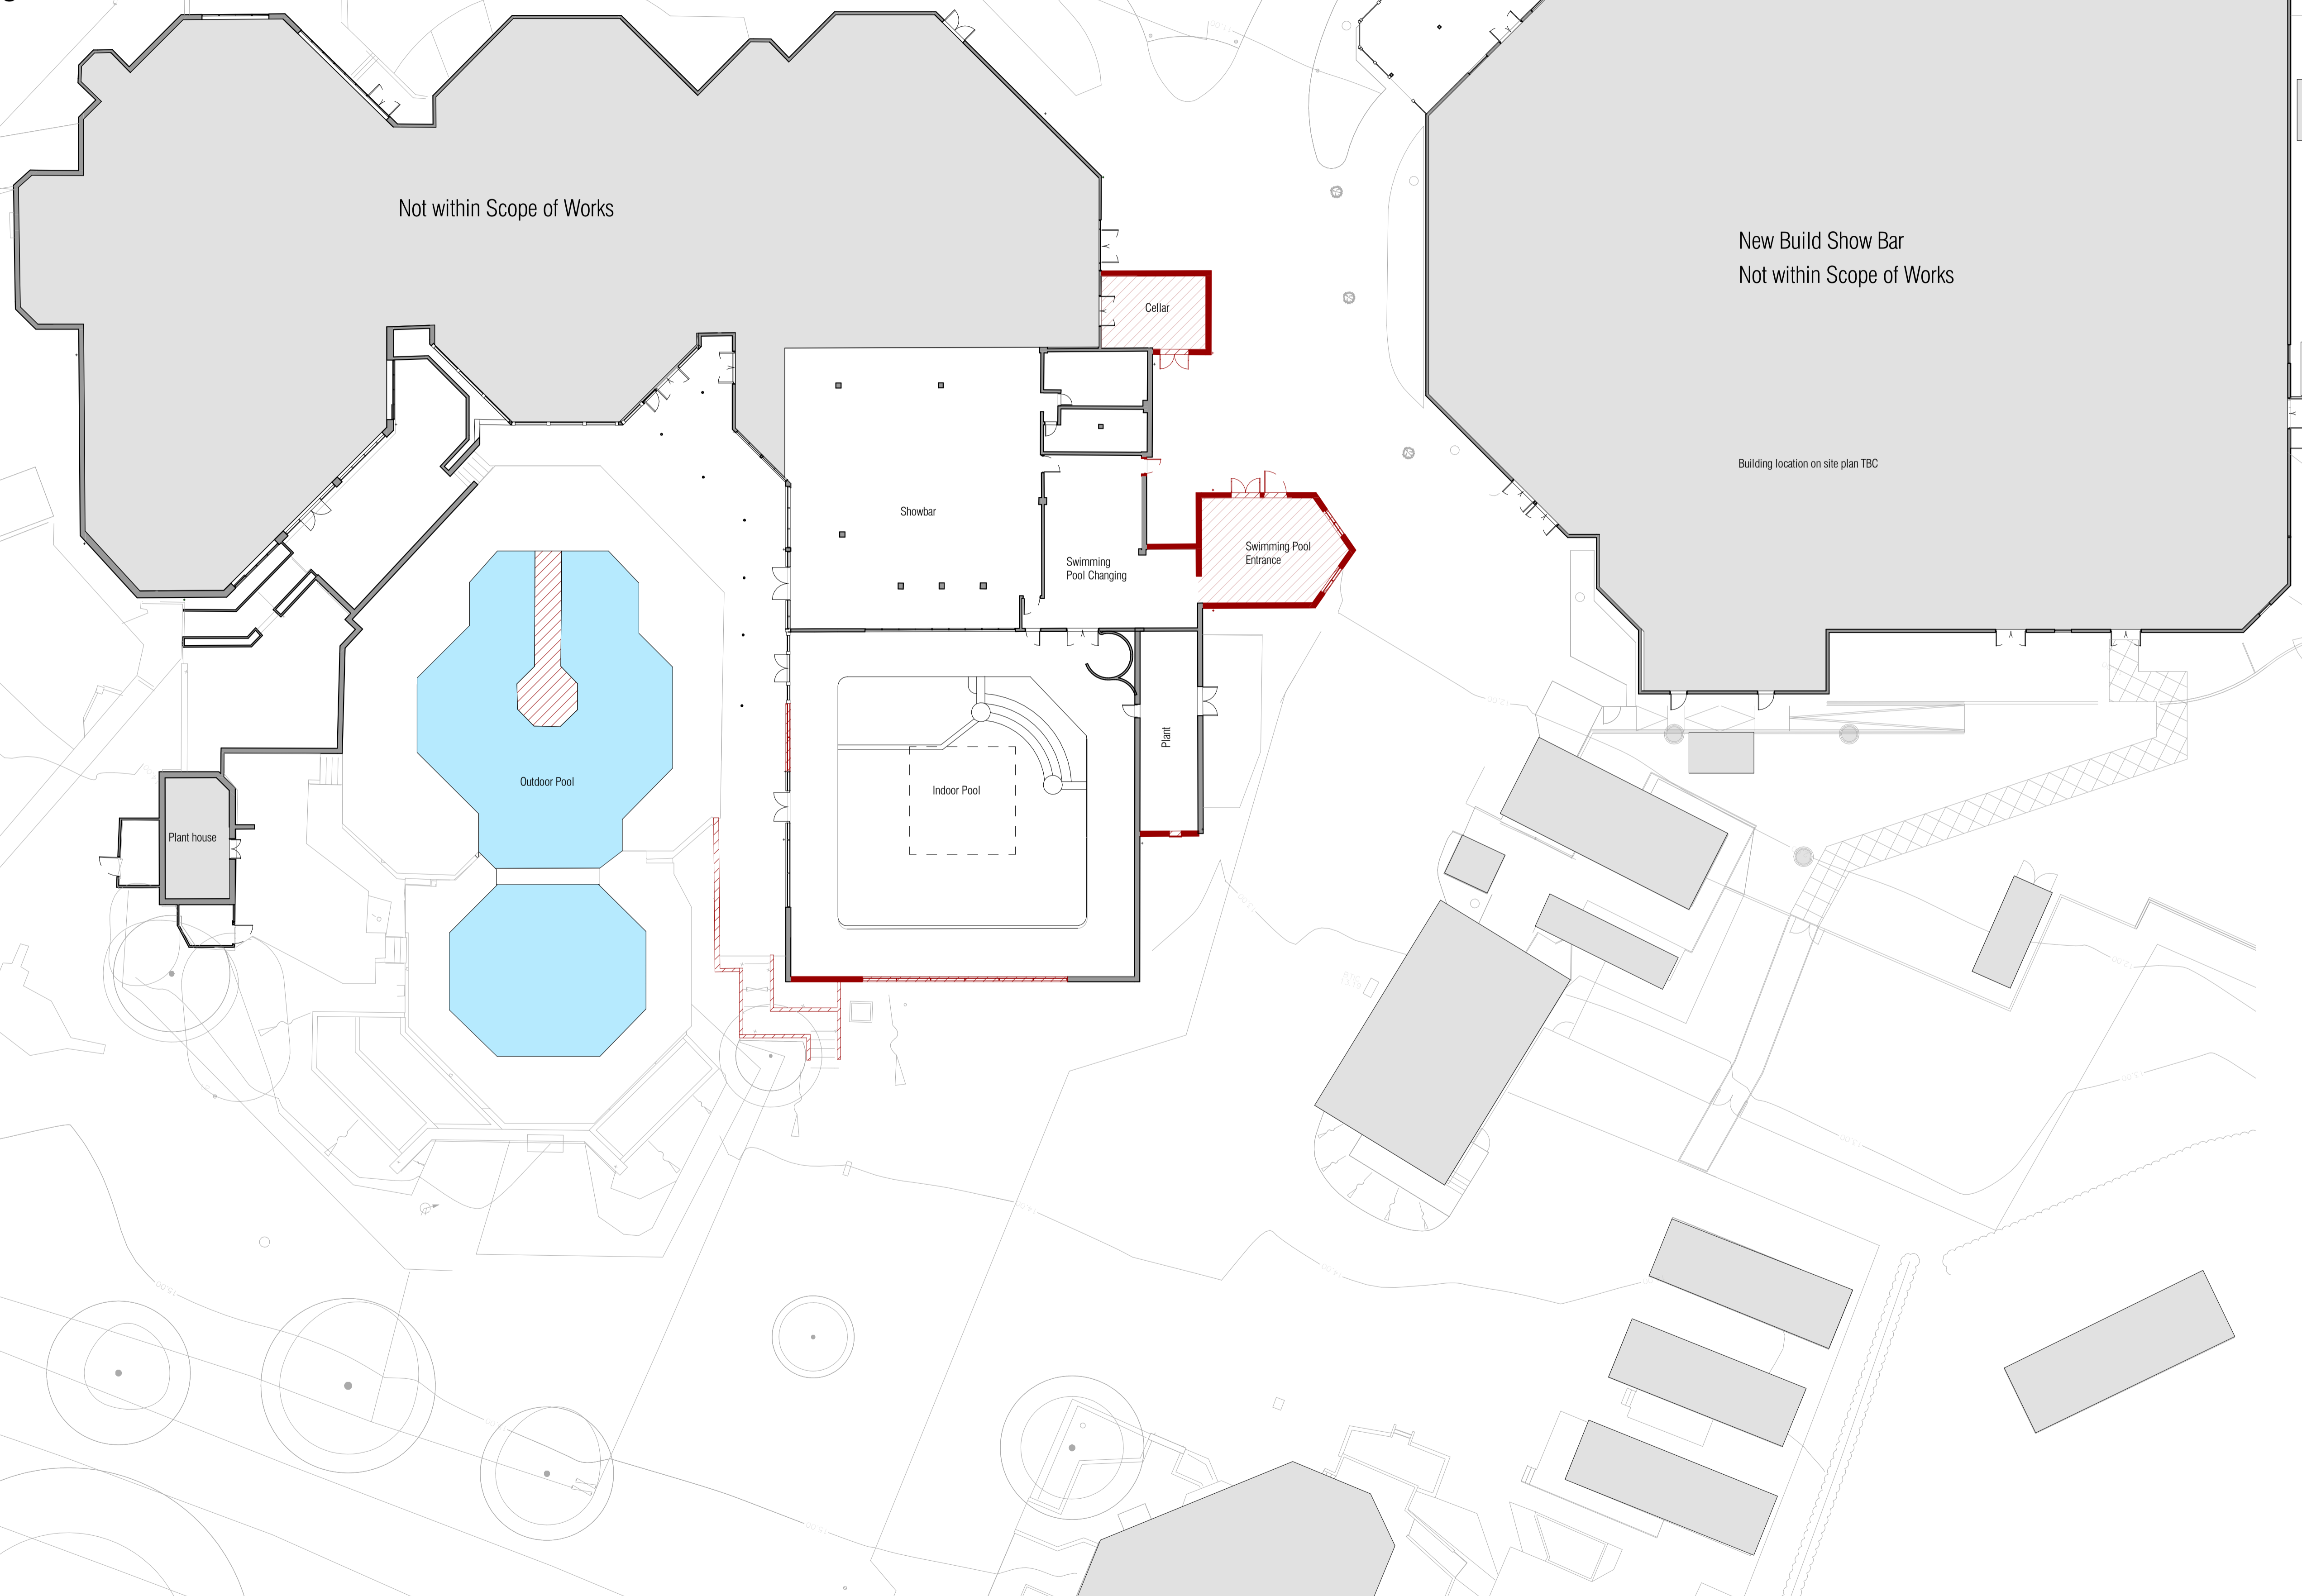 Not within Scope of Works
New Build Show Bar
Not within Scope of Works
Cellar
Building location on site plan TBC
Showbar
Swimming Pool
Entrance
Swimming
Pool Changing
Plant
Outdoor Pool
Indoor Pool
Plant house